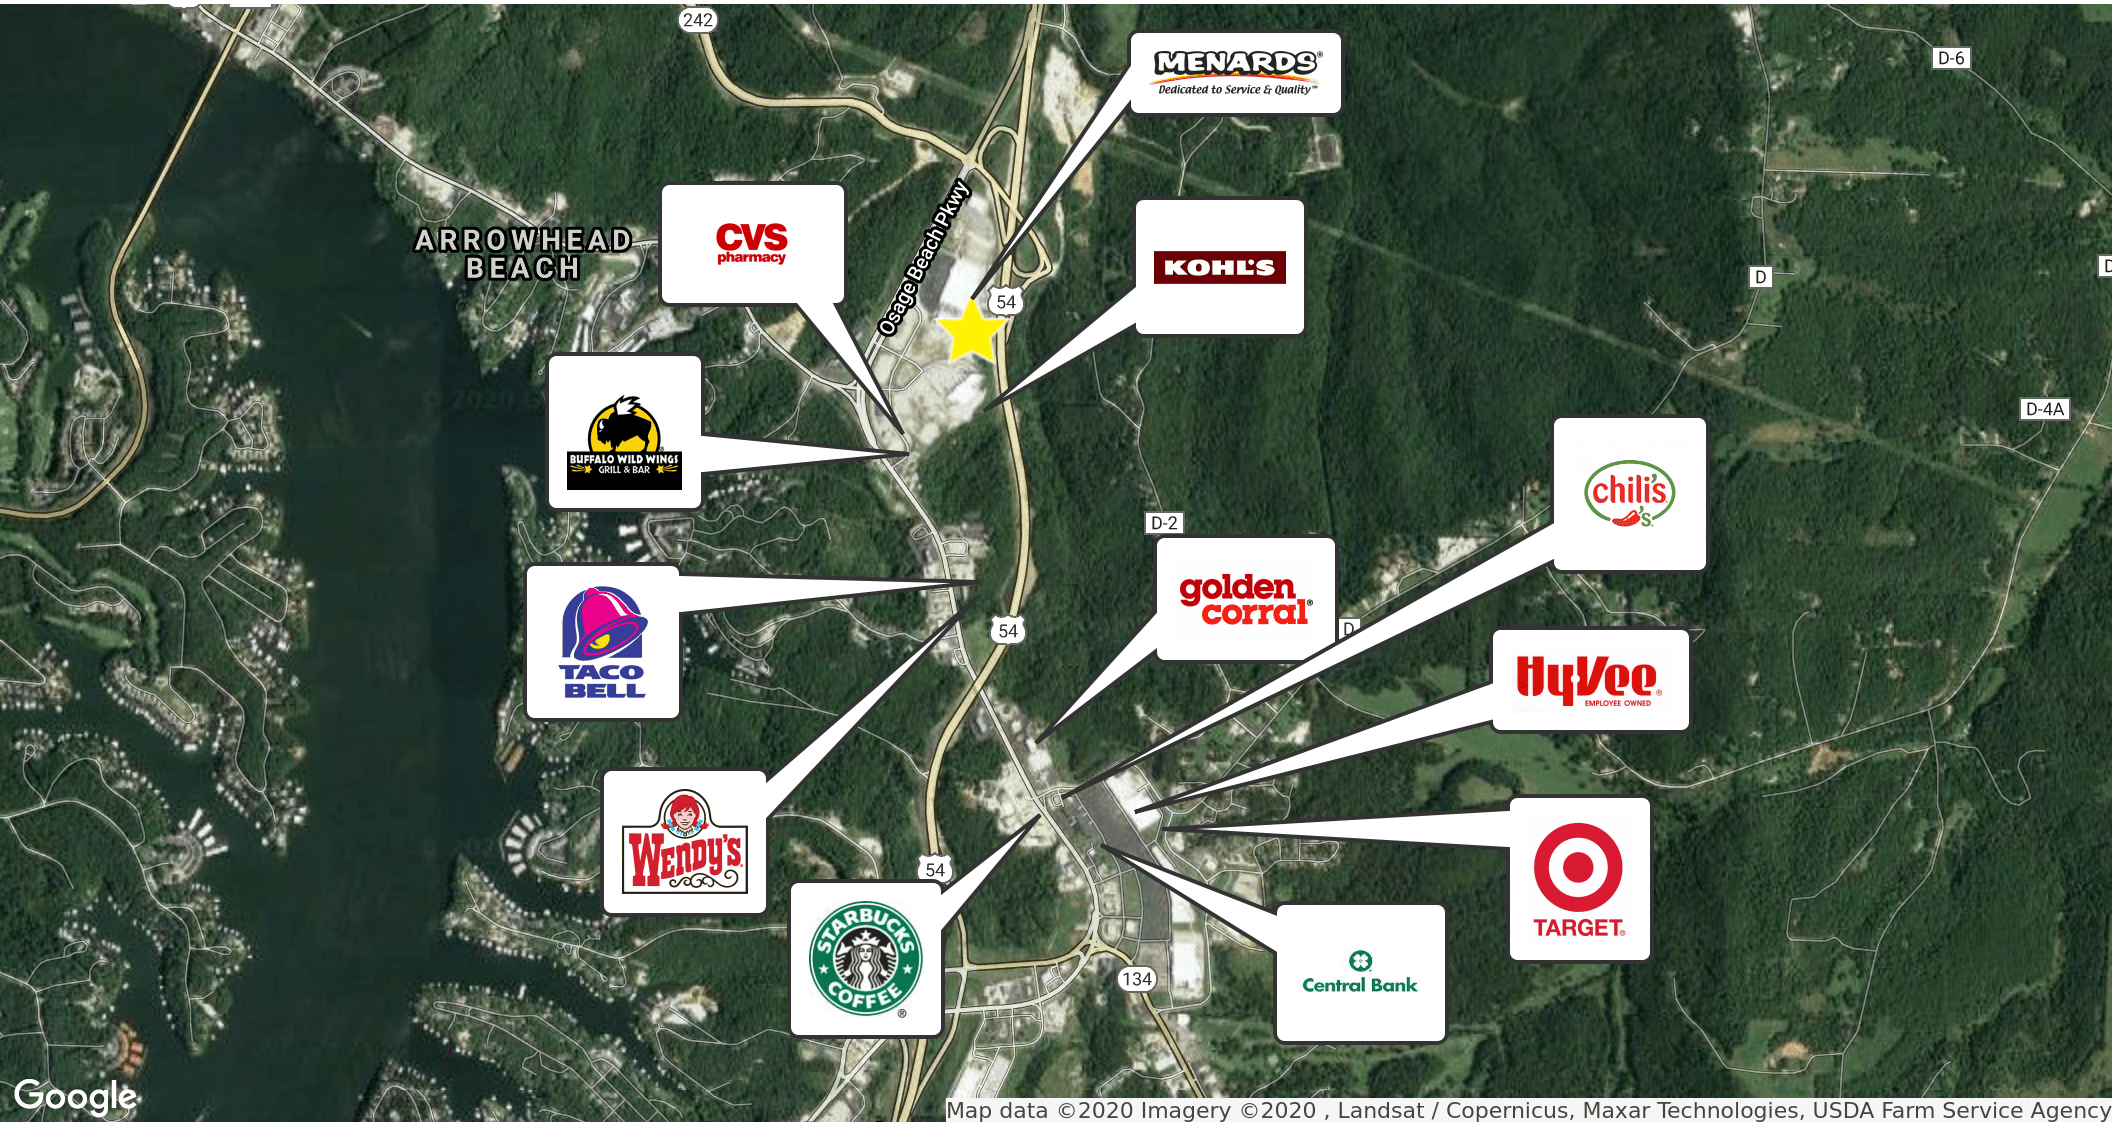 242
D-6
MENARDS®
Dedicated to Service & Quality℠
Osage Beach Pkwy
ARROWHEAD
BEACH
CVS
pharmacy
KOHL'S
D
D
54
BUFFALO WILD WINGS
GRILL & BAR
D-4A
chili's
D-2
TACO
BELL
golden
corral®
D
54
HyVee®
EMPLOYEE OWNED
WENDY'S
54
STARBUCKS
COFFEE
®
TARGET®
134
Central Bank
Google
Map data ©2020 Imagery ©2020 , Landsat / Copernicus, Maxar Technologies, USDA Farm Service Agency